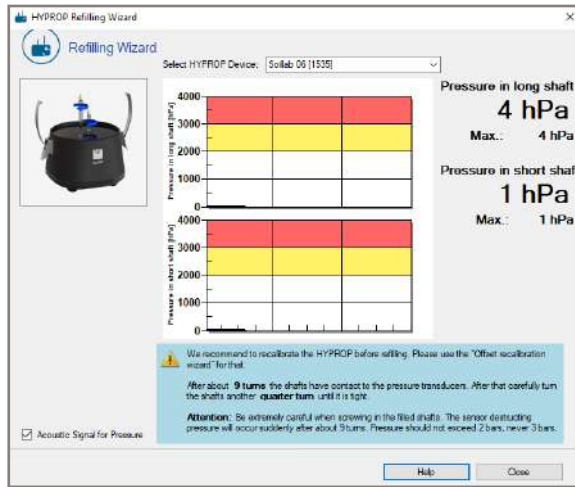 HYPROP Refilling Wizard
Refilling Wizard
Select HYPROP Device: Soillab 06 [1535]
Pressure in long shaft [hPa]
4000
3000
2000
1000
0
Pressure in long shaft
4 hPa
Max.: 4 hPa
Pressure in short shaft [hPa]
4000
3000
2000
1000
0
Pressure in short shaf
1 hPa
Max.: 1 hPa
We recommend to recalibrate the HYPROP before refilling. Please use the "Offset recalibration
wizard" for that.
After about 9 turns the shafts have contact to the pressure transducers. After that carefully turn
the shafts another quarter turn until it is tight.
Attention: Be extremely careful when screwing in the filled shafts. The sensor destructing
pressure will occur suddenly after about 9 turns. Pressure should not exceed 2 bars, never 3 bars.
Acoustic Signal for Pressure
Help
Close